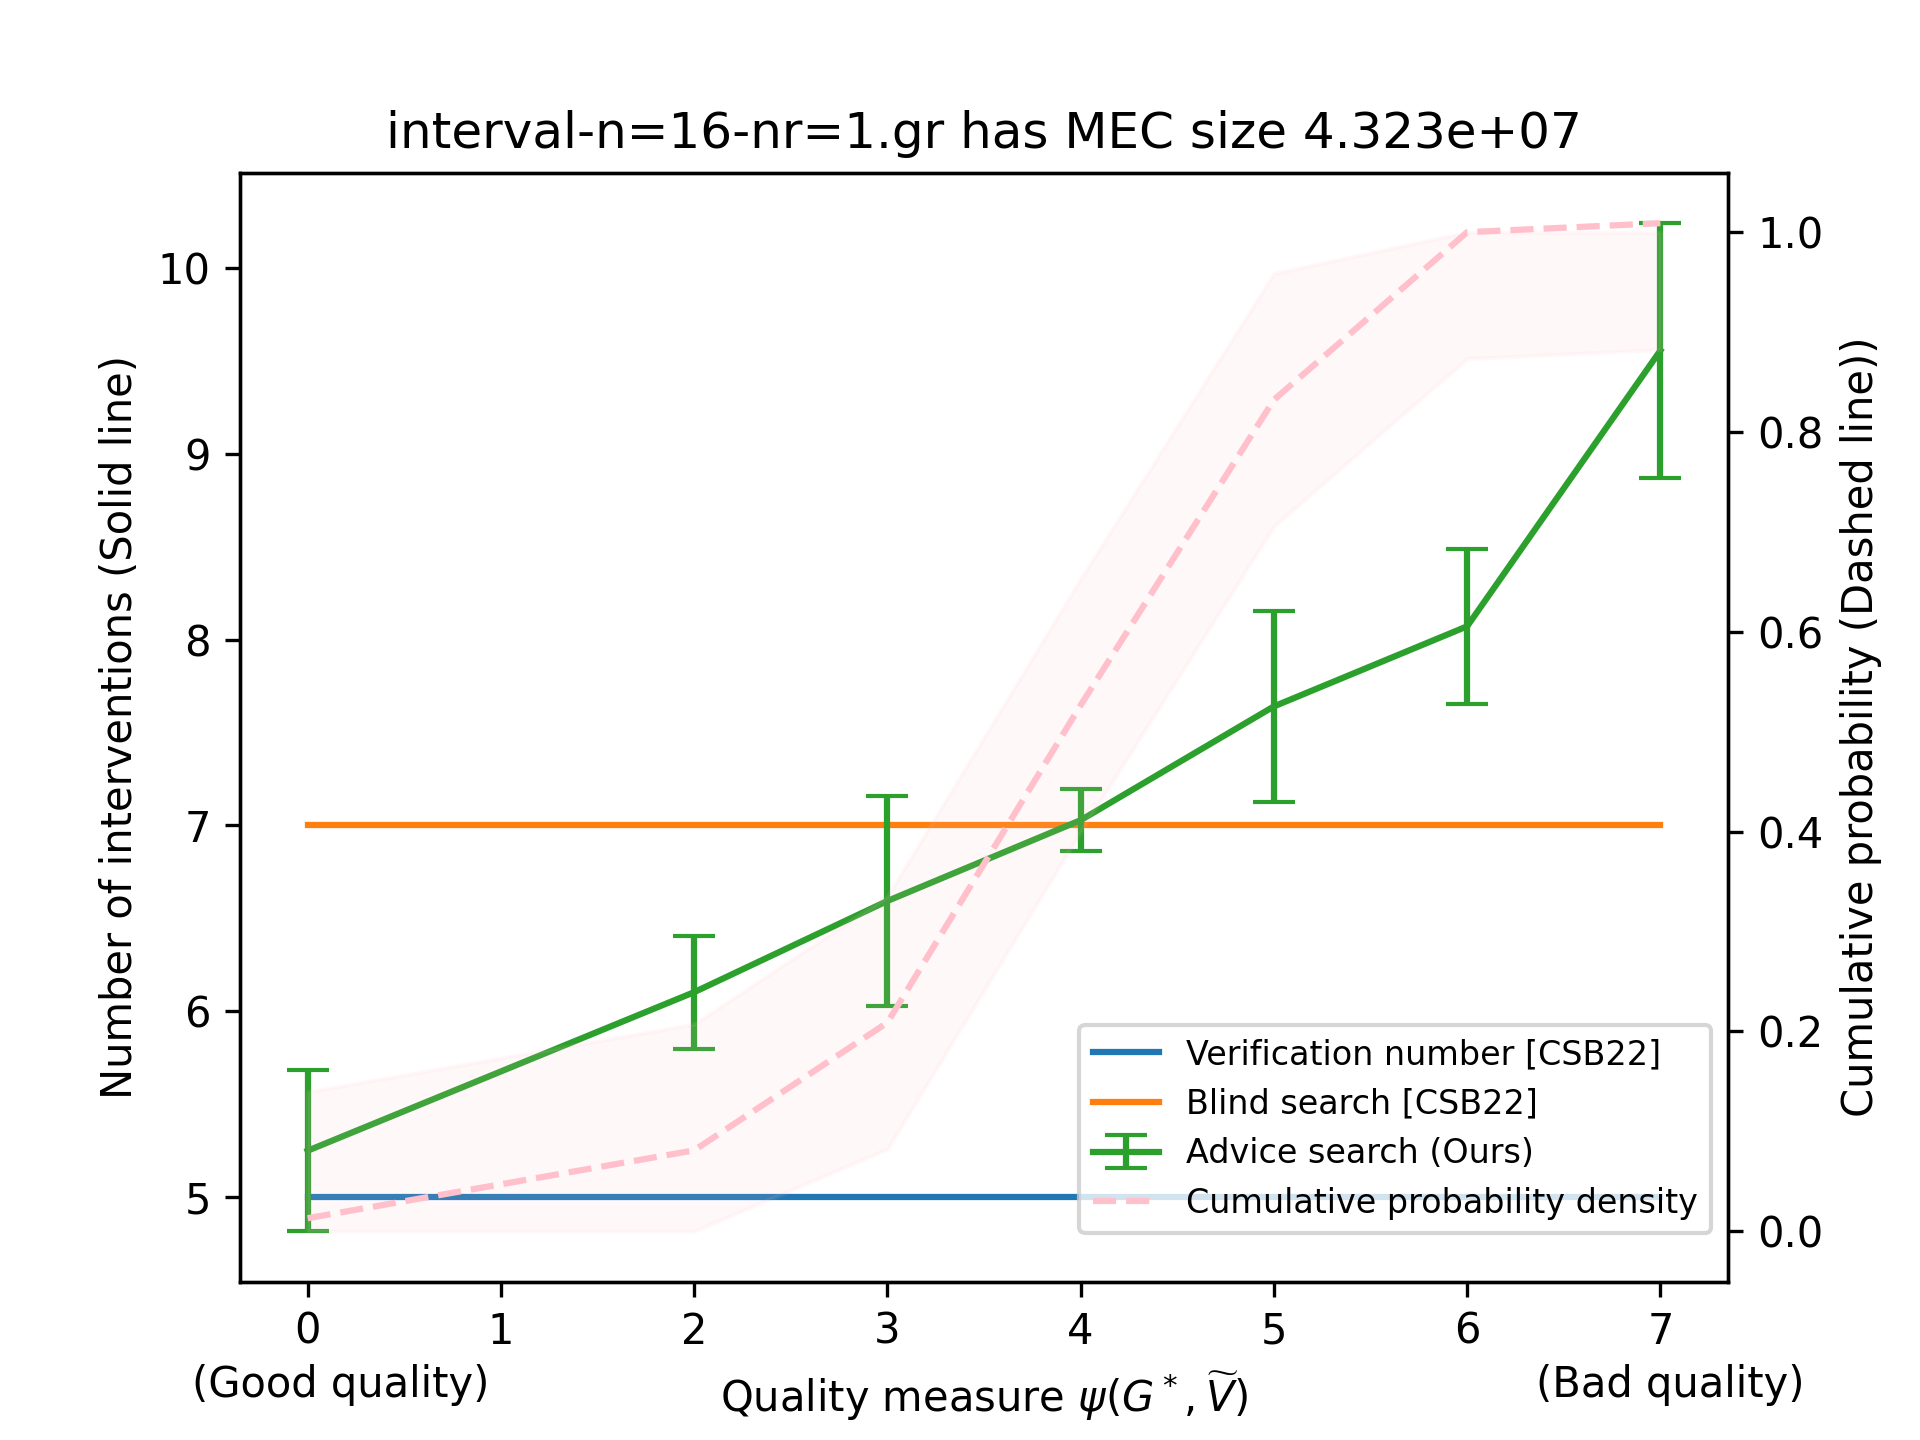 interval-n=16-nr=1.gr has MEC size 4.323e+07
Number of interventions (Solid line)
10
9
8
7
6
5
Cumulative probability (Dashed line))
1.0
0.8
0.6
0.4
0.2
0.0
Verification number [CSB22]
Blind search [CSB22]
Advice search (Ours)
Cumulative probability density
0 1 2 3 4 5 6 7
(Good quality) (Bad quality)
Quality measure ψ(G*, Ṽ)